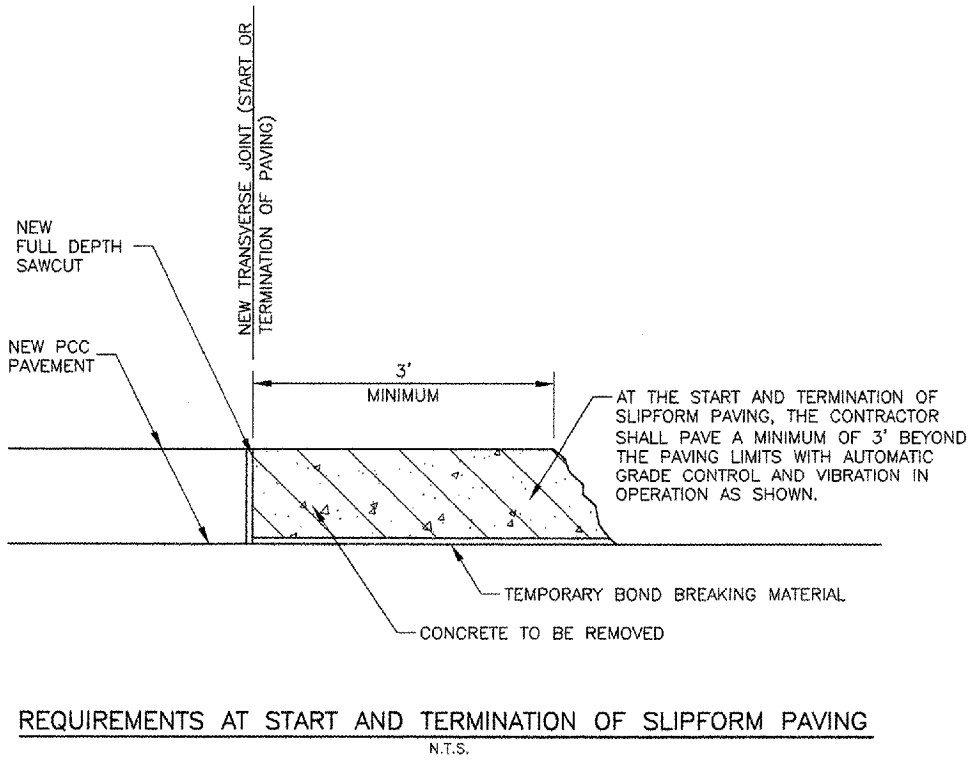 NEW TRANSVERSE JOINT (START OR
TERMINATION OF PAVING)
NEW
FULL DEPTH
SAWCUT
NEW PCC
PAVEMENT
3'
MINIMUM
AT THE START AND TERMINATION OF
SLIPFORM PAVING, THE CONTRACTOR
SHALL PAVE A MINIMUM OF 3' BEYOND
THE PAVING LIMITS WITH AUTOMATIC
GRADE CONTROL AND VIBRATION IN
OPERATION AS SHOWN.
TEMPORARY BOND BREAKING MATERIAL
CONCRETE TO BE REMOVED
REQUIREMENTS AT START AND TERMINATION OF SLIPFORM PAVING
N.T.S.